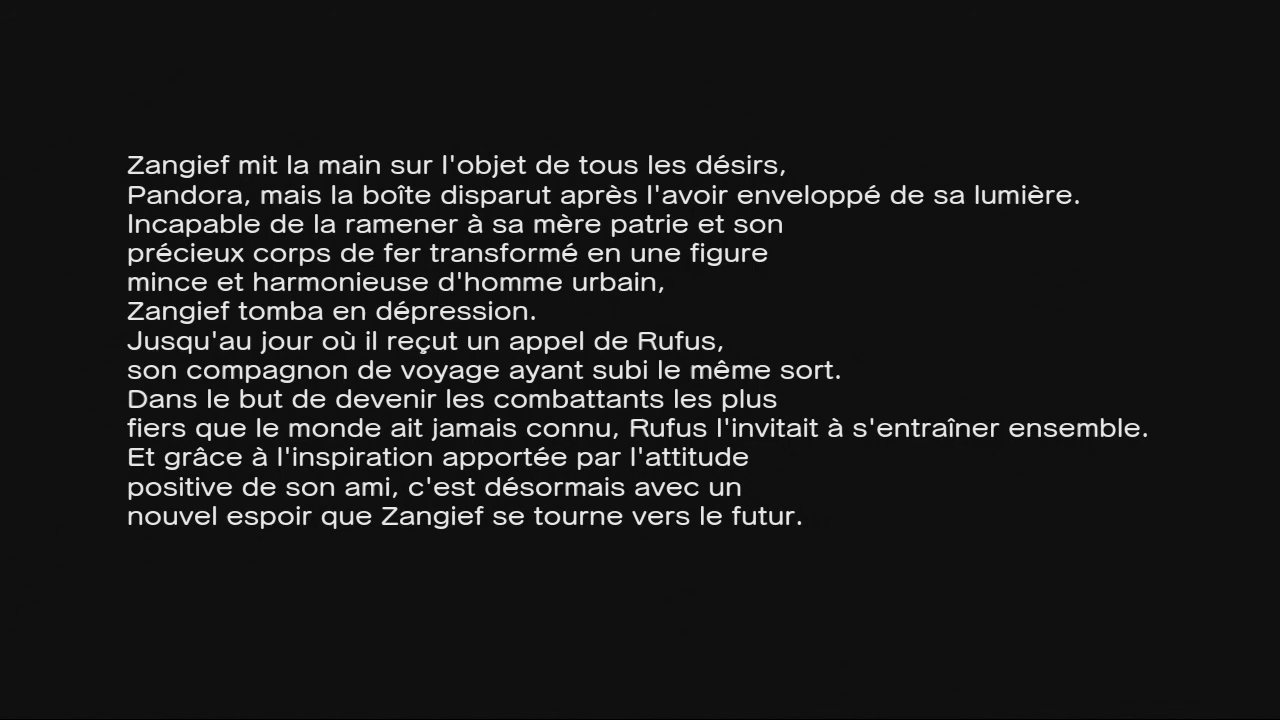 Zangief mit la main sur l'objet de tous les désirs,
Pandora, mais la boîte disparut après l'avoir enveloppé de sa lumière.
Incapable de la ramener à sa mère patrie et son
précieux corps de fer transformé en une figure
mince et harmonieuse d'homme urbain,
Zangief tomba en dépression.
Jusqu'au jour où il reçut un appel de Rufus,
son compagnon de voyage ayant subi le même sort.
Dans le but de devenir les combattants les plus
fiers que le monde ait jamais connu, Rufus l'invitait à s'entraîner ensemble.
Et grâce à l'inspiration apportée par l'attitude
positive de son ami, c'est désormais avec un
nouvel espoir que Zangief se tourne vers le futur.